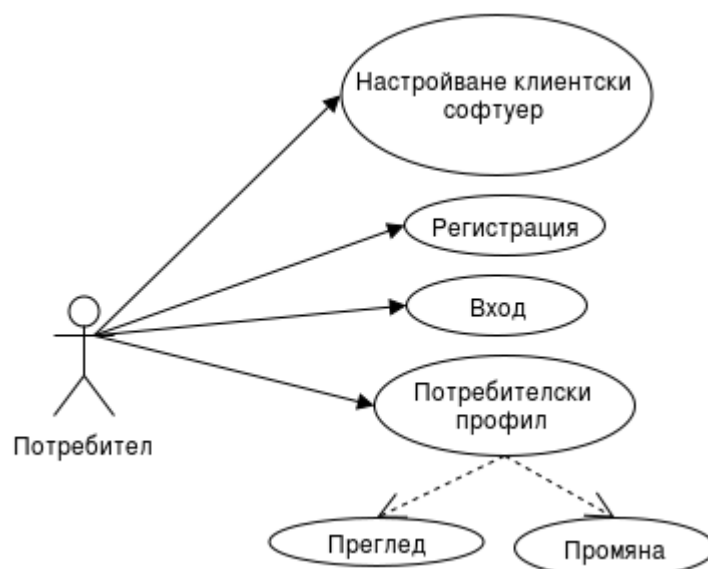 Настройване клиентски
софтуер
Регистрация
Вход
Потребителски
профил
Потребител
Преглед
Промяна